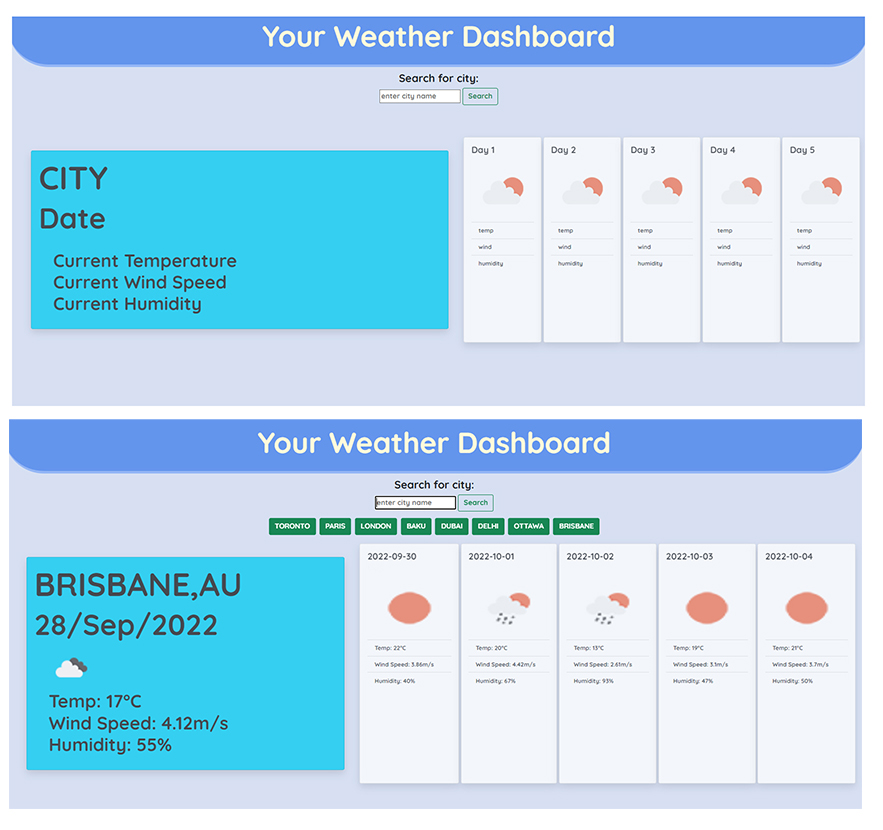 Your Weather Dashboard
Search for city:
enter city name Search
CITY
Date
Current Temperature
Current Wind Speed
Current Humidity
Day 1
temp
wind
humidity
Day 2
temp
wind
humidity
Day 3
temp
wind
humidity
Day 4
temp
wind
humidity
Day 5
temp
wind
humidity
Your Weather Dashboard
Search for city:
enter city name Search
TORONTO PARIS LONDON BAKU DUBAI DELHI OTTAWA BRISBANE
BRISBANE,AU
28/Sep/2022
Temp: 17°C
Wind Speed: 4.12m/s
Humidity: 55%
2022-09-30
Temp: 22°C
Wind Speed: 3.86m/s
Humidity: 40%
2022-10-01
Temp: 20°C
Wind Speed: 4.42m/s
Humidity: 67%
2022-10-02
Temp: 13°C
Wind Speed: 2.61m/s
Humidity: 93%
2022-10-03
Temp: 19°C
Wind Speed: 3.1m/s
Humidity: 47%
2022-10-04
Temp: 21°C
Wind Speed: 3.7m/s
Humidity: 50%